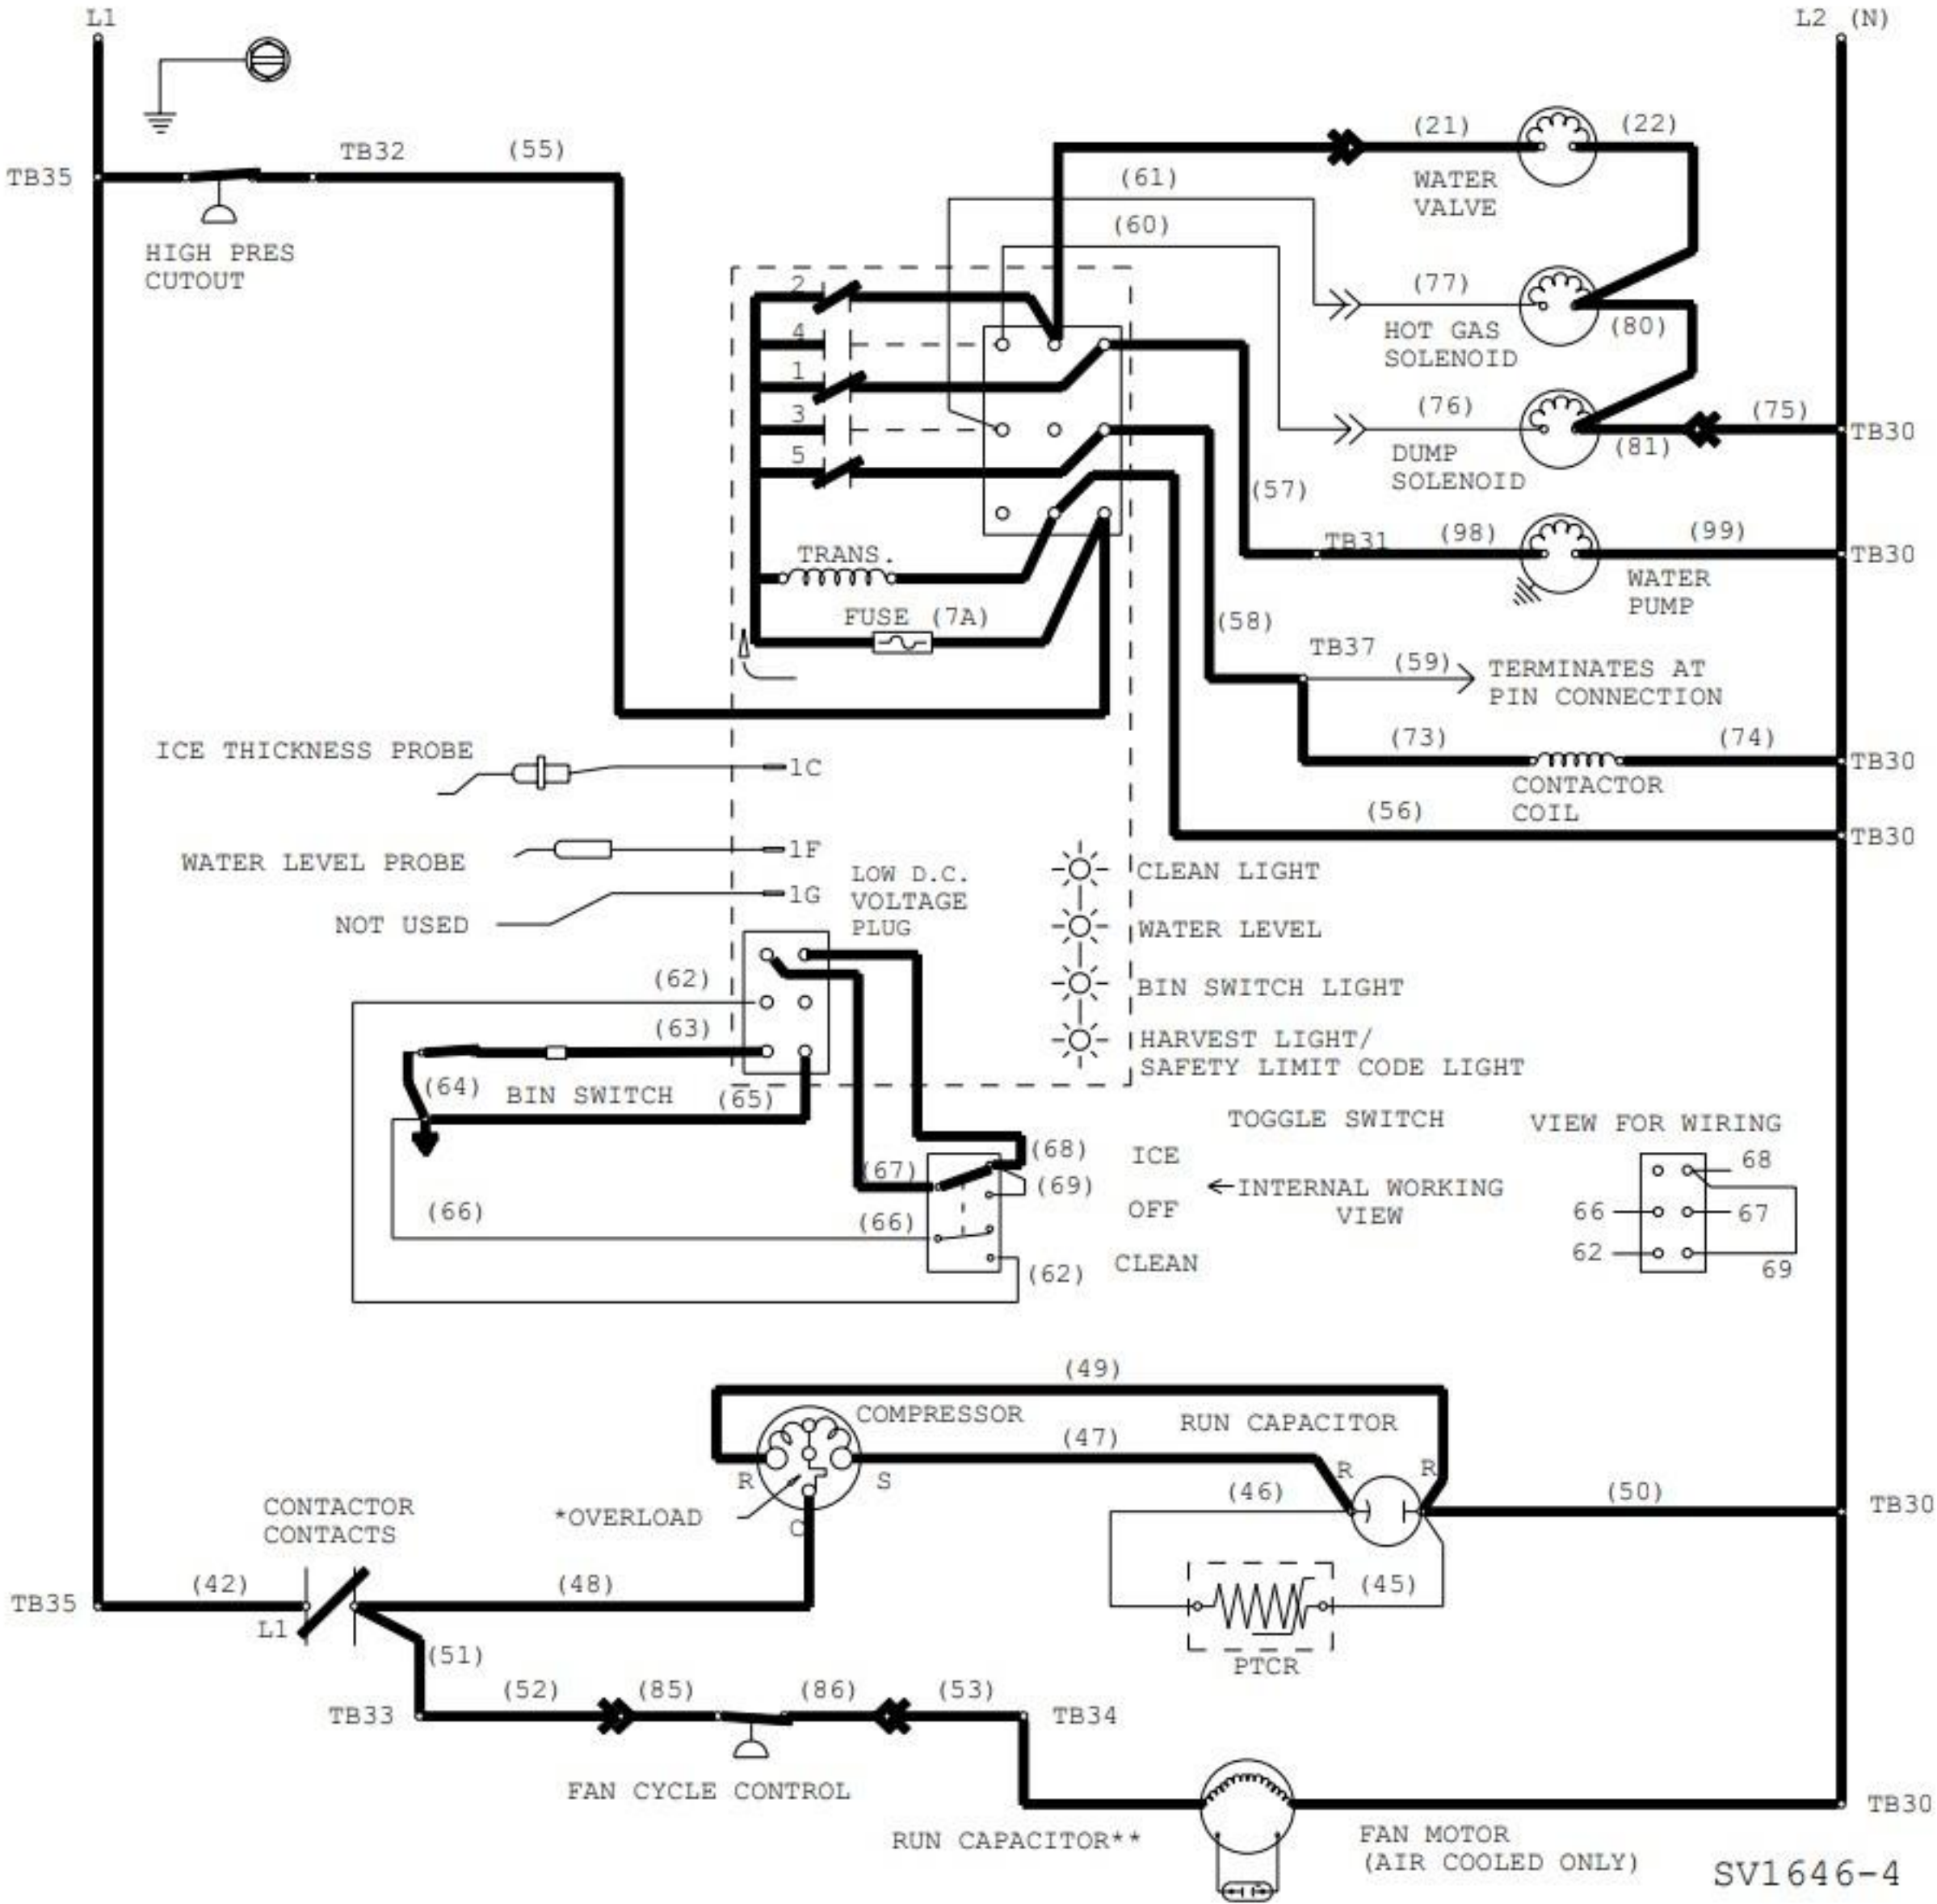 L1
L2 (N)
TB35
TB32
(55)
HIGH PRES
CUTOUT
(21)
(22)
WATER
VALVE
(61)
(60)
(77)
HOT GAS
SOLENOID
(80)
(76)
DUMP
SOLENOID
(81)
(75)
TB30
2
4
1
3
5
(57)
TB31
(98)
(99)
TB30
WATER
PUMP
TRANS.
FUSE (7A)
(58)
TB37
(59)
TERMINATES AT
PIN CONNECTION
(73)
(74)
TB30
CONTACTOR
COIL
(56)
TB30
ICE THICKNESS PROBE
1C
WATER LEVEL PROBE
1F
1G
NOT USED
LOW D.C.
VOLTAGE
PLUG
CLEAN LIGHT
WATER LEVEL
BIN SWITCH LIGHT
HARVEST LIGHT/
SAFETY LIMIT CODE LIGHT
(62)
(63)
(64)
BIN SWITCH
(65)
TOGGLE SWITCH
VIEW FOR WIRING
(66)
(67)
(68)
(69)
(66)
(62)
ICE
OFF
CLEAN
INTERNAL WORKING
VIEW
68
66
67
62
69
(49)
COMPRESSOR
RUN CAPACITOR
(47)
R
S
C
*OVERLOAD
R
R
(46)
(50)
TB30
CONTACTOR
CONTACTS
TB35
(42)
L1
(48)
(45)
PTCR
(51)
TB33
(52)
(85)
(86)
(53)
TB34
FAN CYCLE CONTROL
TB30
RUN CAPACITOR**
FAN MOTOR
(AIR COOLED ONLY)
SV1646-4